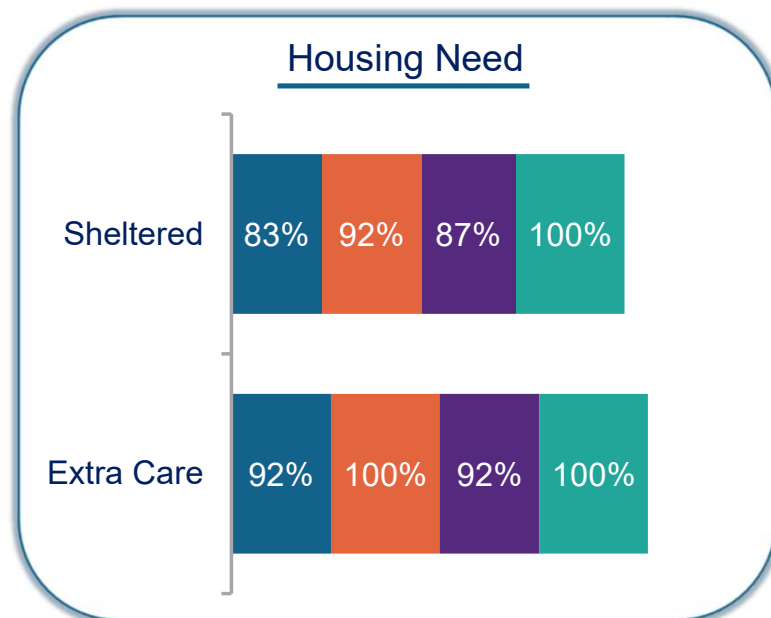 Housing Need
Sheltered
83% 92% 87% 100%
Extra Care
92% 100% 92% 100%